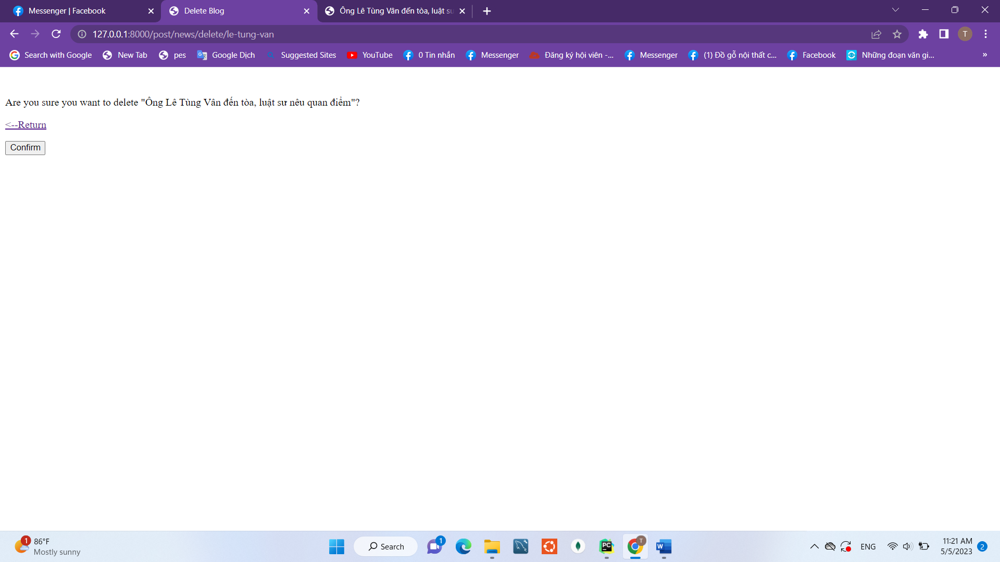 Messenger | Facebook
Delete Blog
Ông Lê Tùng Vân đến tòa, luật sư
127.0.0.1:8000/post/news/delete/le-tung-van
T
Search with Google
New Tab
pes
Google Dịch
Suggested Sites
YouTube
0 Tin nhắn
Messenger
Đăng ký hội viên -...
Messenger
(1) Đồ gỗ nội thất c...
Facebook
Những đoạn văn gi...
»
Are you sure you want to delete "Ông Lê Tùng Vân đến tòa, luật sư nêu quan điểm"?
<--Return
Confirm
1
86°F
Mostly sunny
Search
1
PC
T
W
ENG
11:21 AM
5/5/2023
2